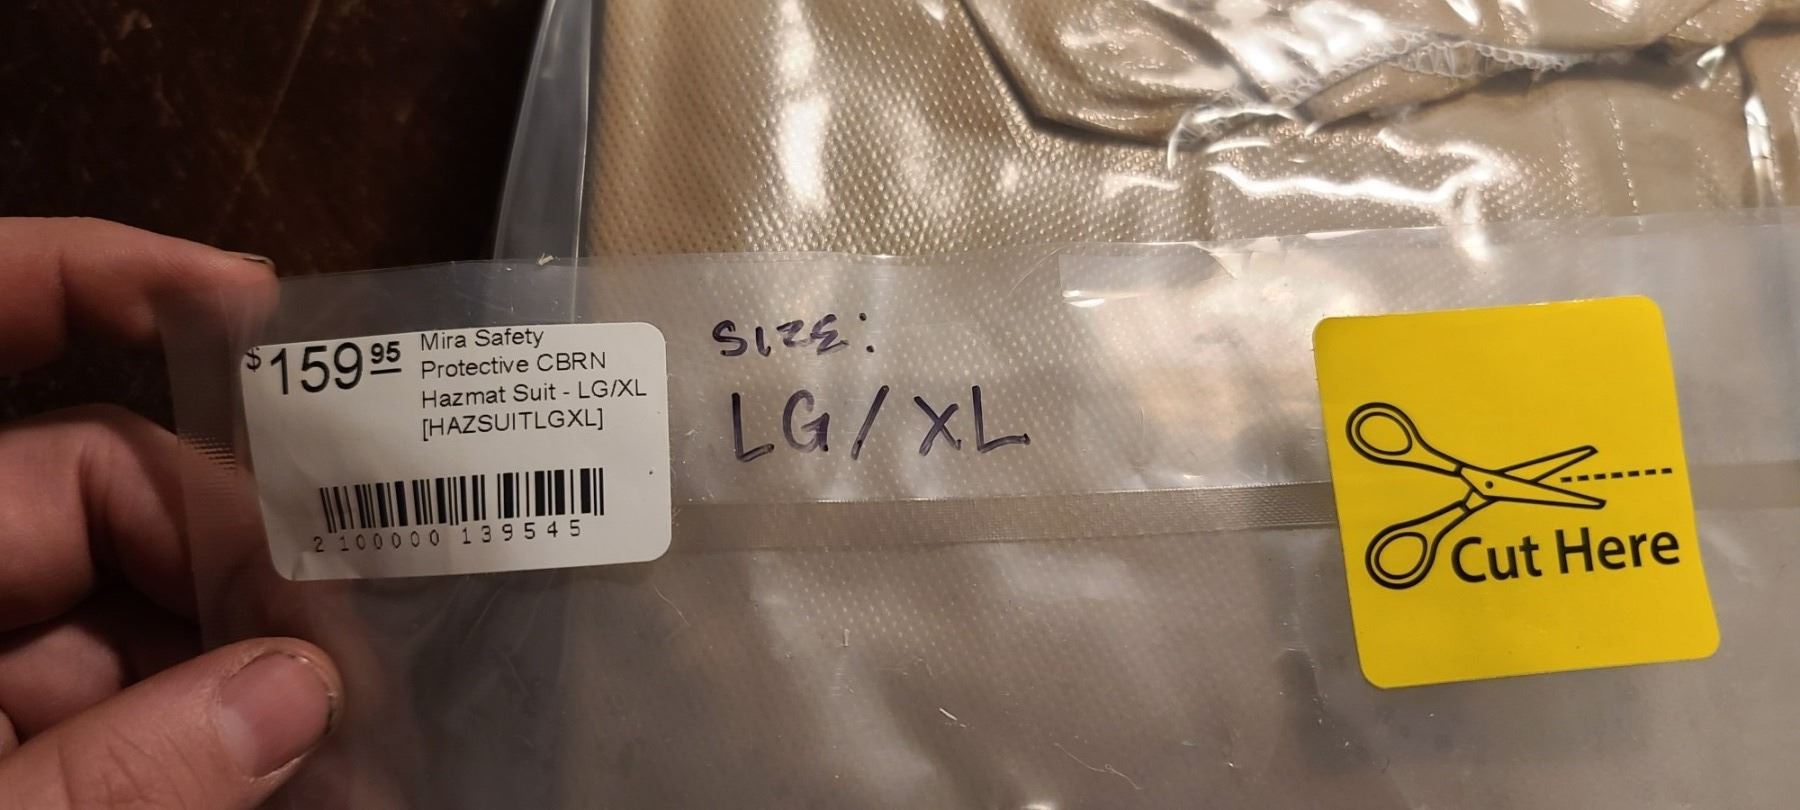 $159 95
Mira Safety
Protective CBRN
Hazmat Suit - LG/XL
[HAZSUITLGXL]
2 100000 139545
SIZE:
LG/XL
Cut Here